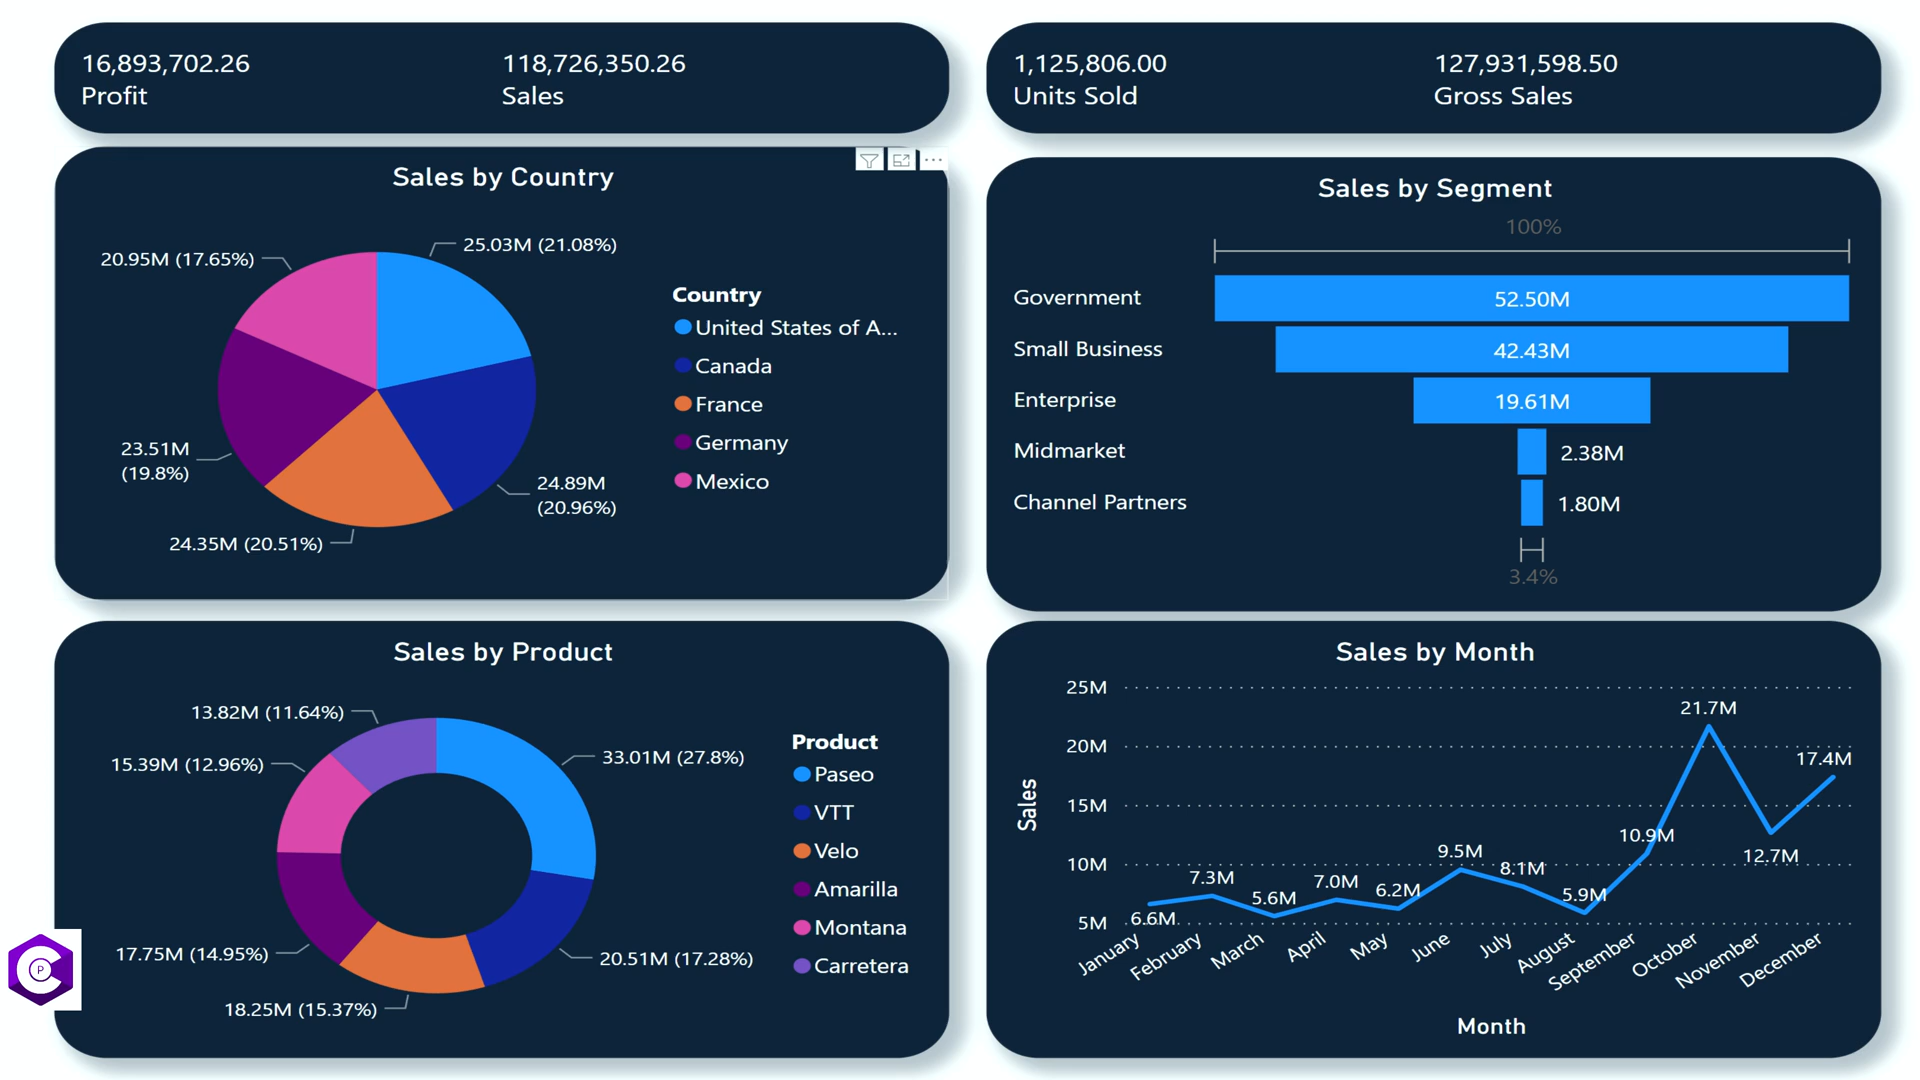 16,893,702.26
Profit
118,726,350.26
Sales
1,125,806.00
Units Sold
127,931,598.50
Gross Sales
Sales by Country
20.95M (17.65%)
25.03M (21.08%)
23.51M
(19.8%)
24.89M
(20.96%)
24.35M (20.51%)
Country
United States of A...
Canada
France
Germany
Mexico
Sales by Segment
100%
Government
52.50M
Small Business
42.43M
Enterprise
19.61M
Midmarket
2.38M
Channel Partners
1.80M
3.4%
Sales by Product
13.82M (11.64%)
15.39M (12.96%)
33.01M (27.8%)
17.75M (14.95%)
20.51M (17.28%)
18.25M (15.37%)
Product
Paseo
VTT
Velo
Amarilla
Montana
Carretera
CP
Sales by Month
Sales
25M
20M
15M
10M
5M
6.6M
7.3M
5.6M
7.0M
6.2M
9.5M
8.1M
5.9M
10.9M
21.7M
12.7M
17.4M
January
February
March
April
May
June
July
August
September
October
November
December
Month